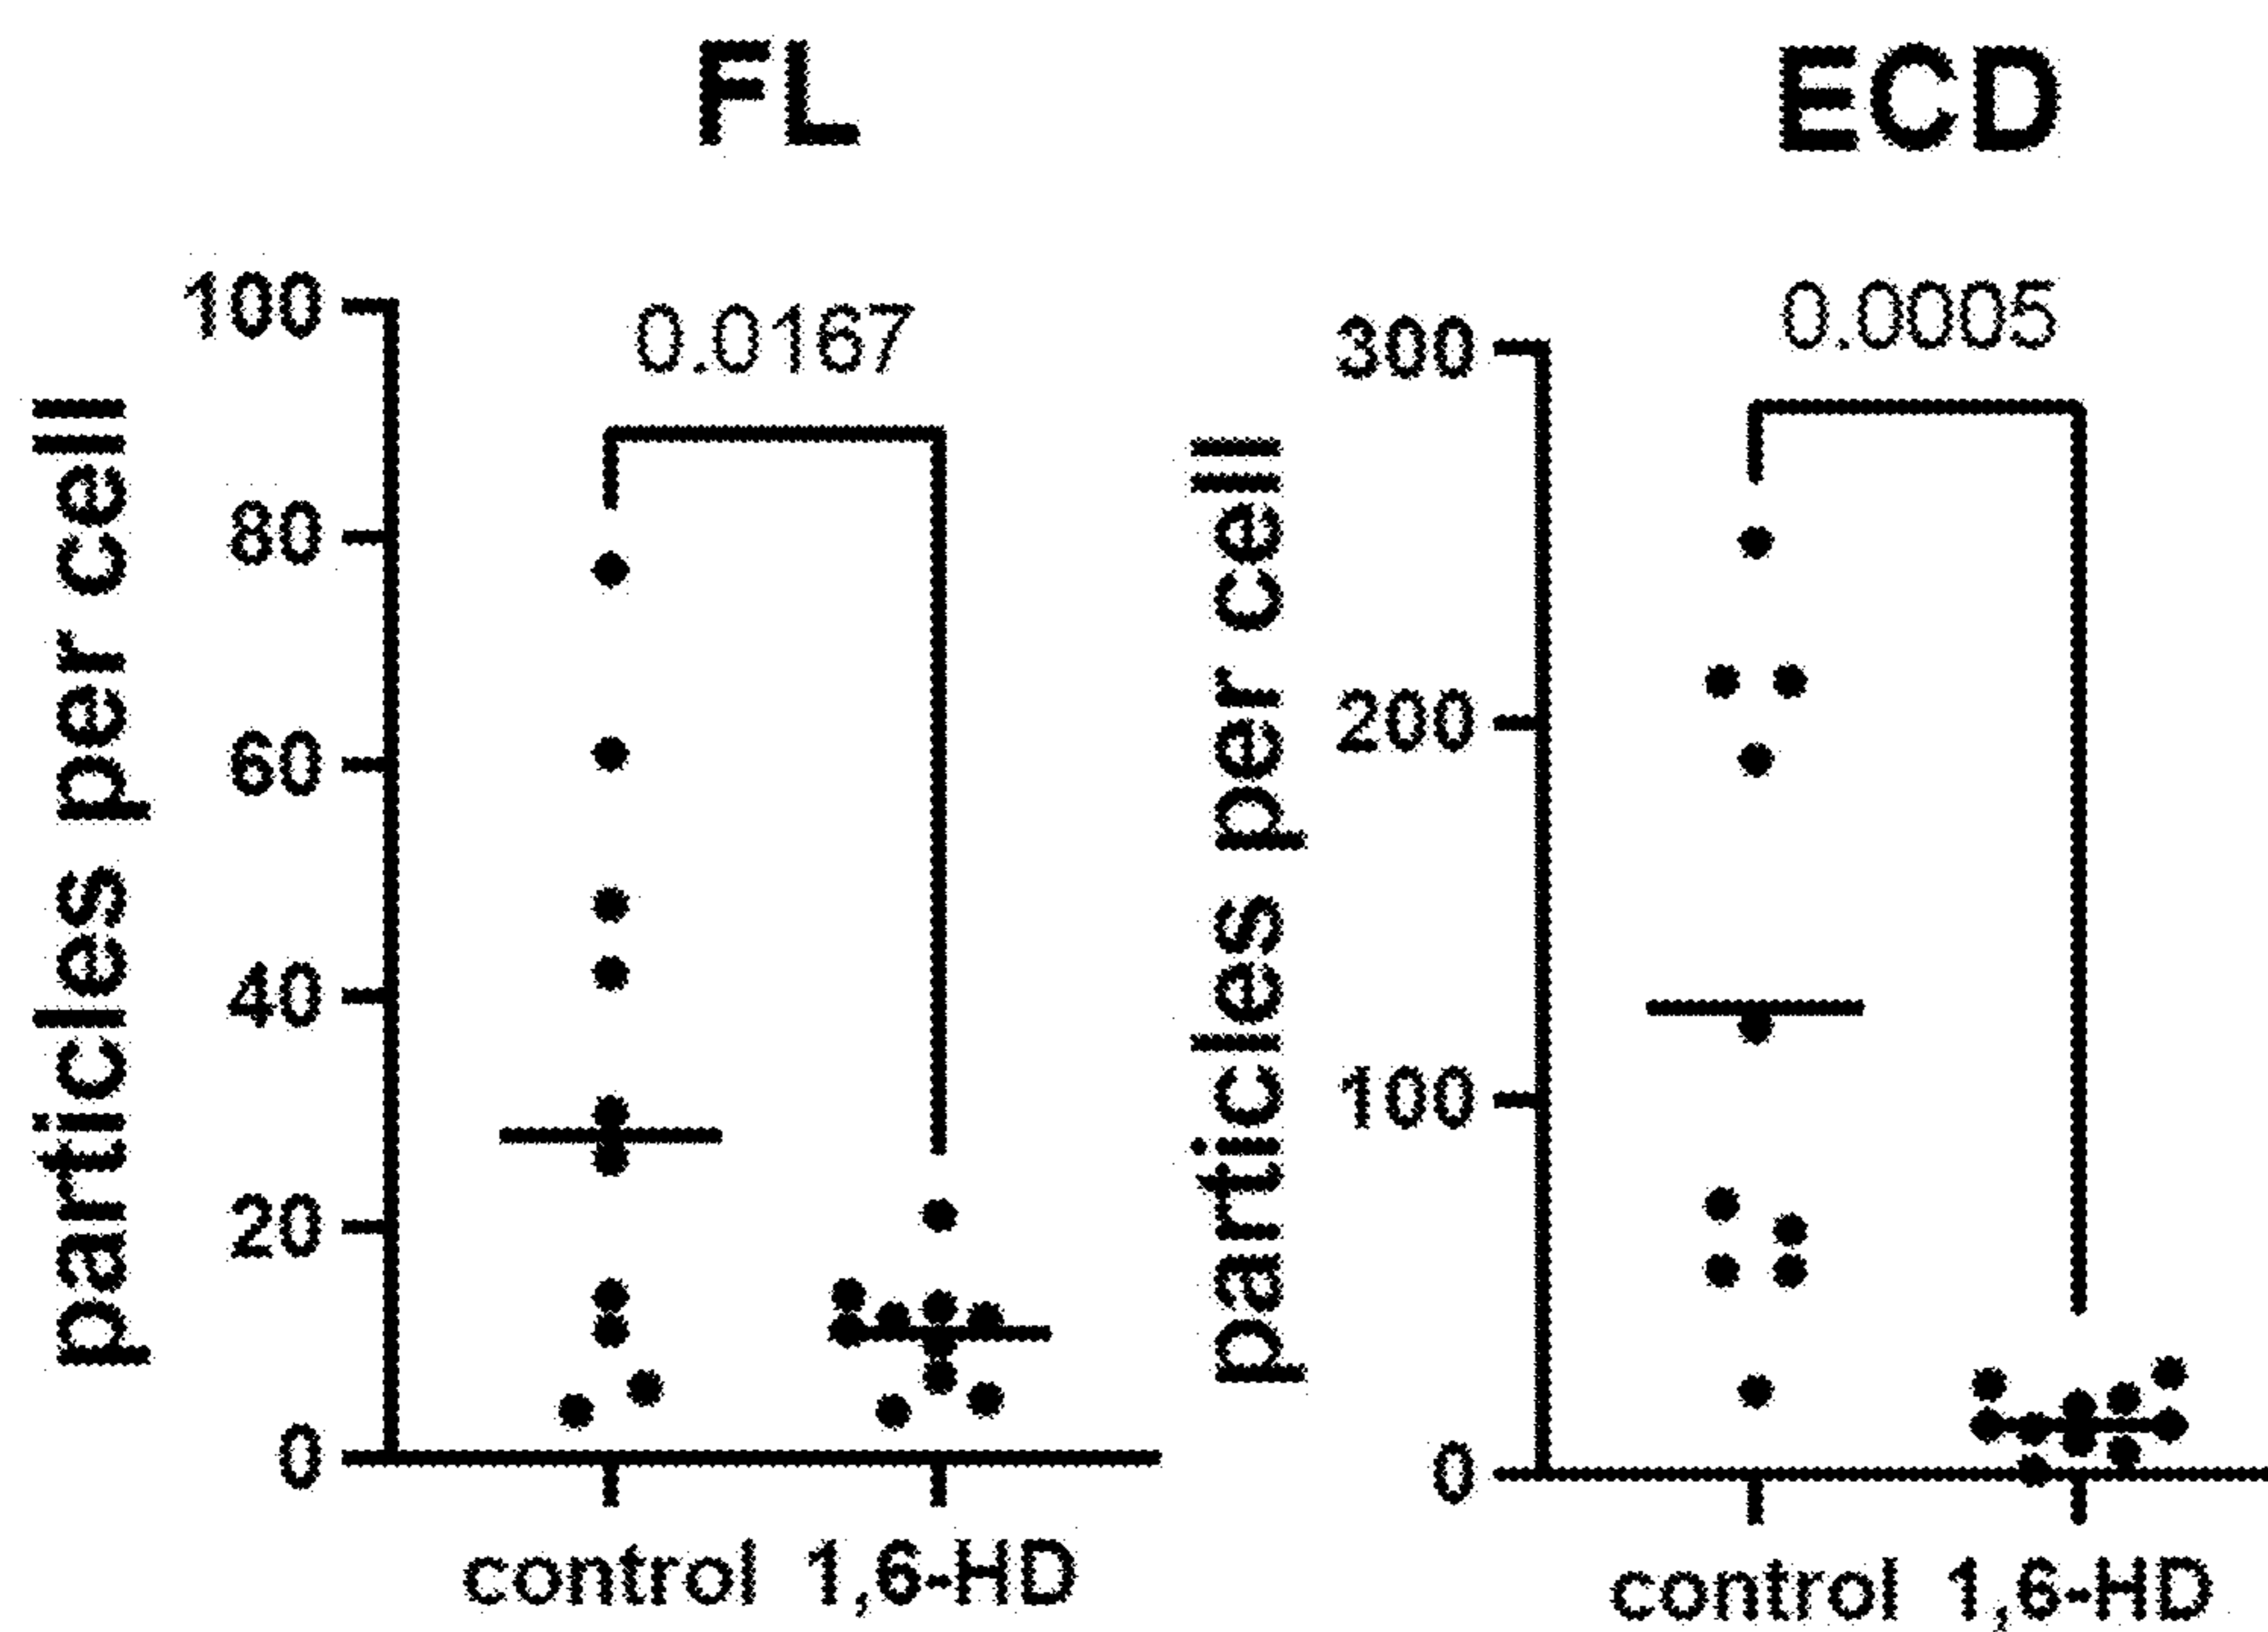 FL
particles per cell
100
80
60
40
20
0
0.0167
control 1,6-HD
ECD
particles per cell
300
200
100
0
0.0005
control 1,6-HD